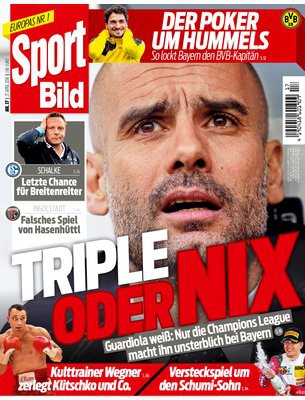 EUROPAS NR. 1
Sport
Bild
DER POKER
UM HUMMELS
So lockt Bayern den BVB-Kapitän
BVB
09
SCHALKE
Letzte Chance
für Breitenreiter
INGOLSTADT
Falsches Spiel
von Hasenhüttl
TRIPLE
ODER NIX
Guardiola weiß: Nur die Champions League
macht ihn unsterblich bei Bayern
Kulttrainer Wegner
zerlegt Klitschko und Co.
Versteckspiel um
den Schumi-Sohn